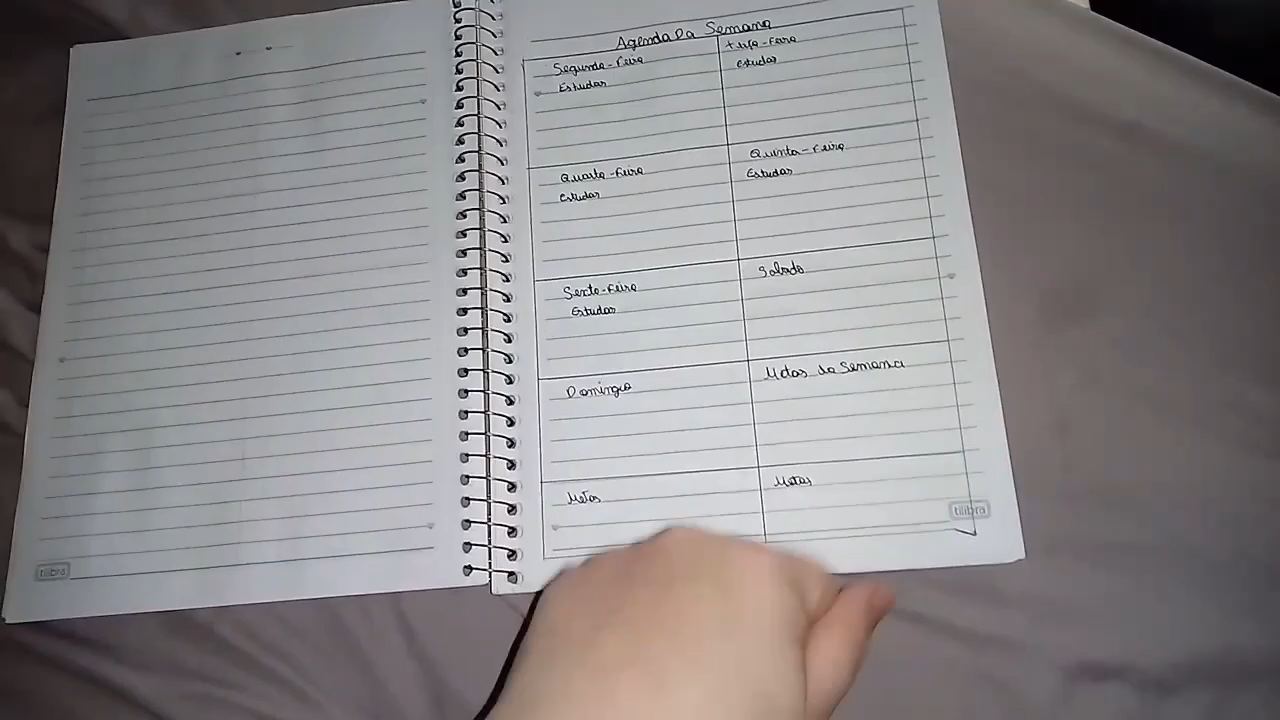 Agenda Da Semana
Segunda-Feira
Estudar
terça-Feira
Estudar
Quarta-Feira
Estudar
Quinta-Feira
Estudar
Sexta-Feira
Estudar
Sabado
Domingo
Metas da Semana
Metas
Metas
tilibra
tilibra